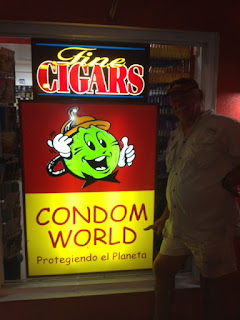 Fine
CIGARS
CONDOM
WORLD
Protegiendo el Planeta